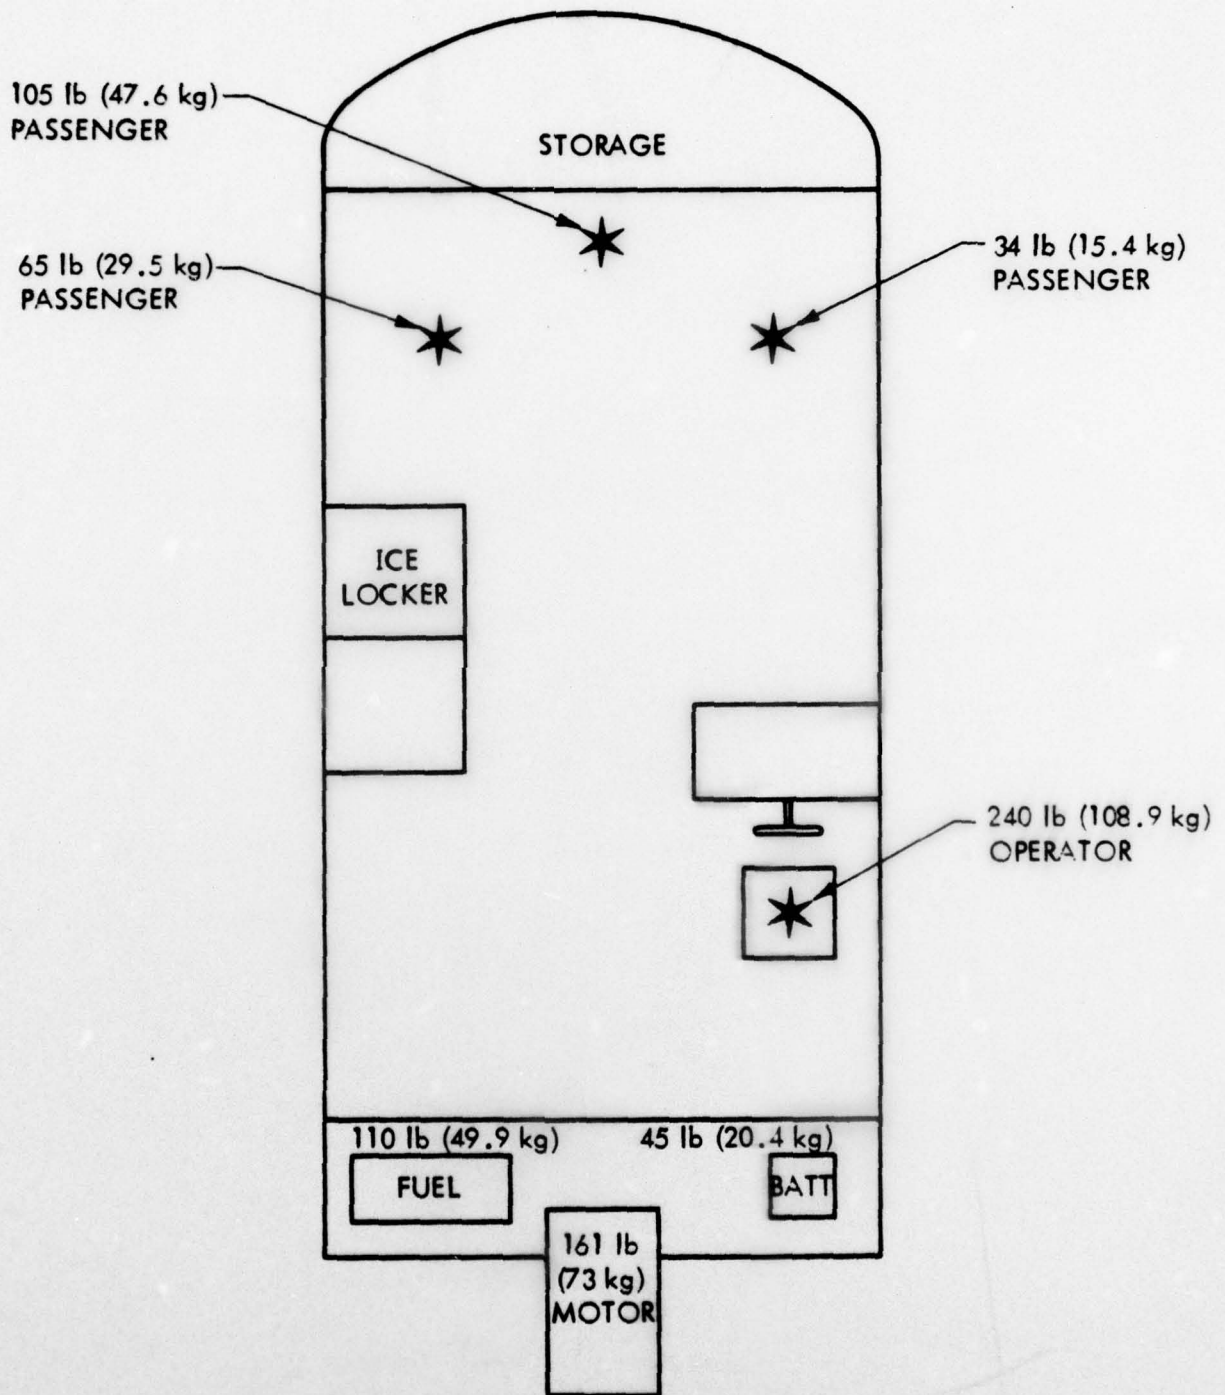 105 lb (47.6 kg)
PASSENGER
STORAGE
65 lb (29.5 kg)
PASSENGER
34 lb (15.4 kg)
PASSENGER
ICE
LOCKER
240 lb (108.9 kg)
OPERATOR
110 lb (49.9 kg)
45 lb (20.4 kg)
FUEL
BATT
161 lb
(73 kg)
MOTOR